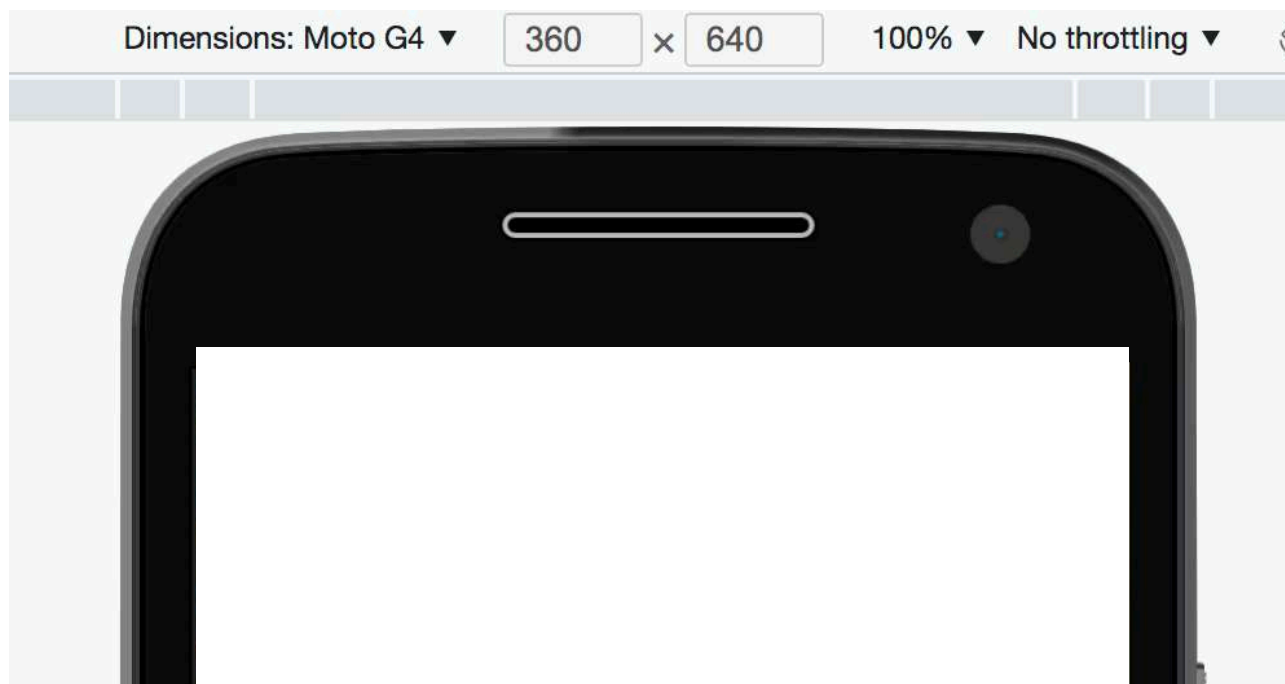 Dimensions: Moto G4 ▼ 360 × 640 100% ▼ No throttling ▼